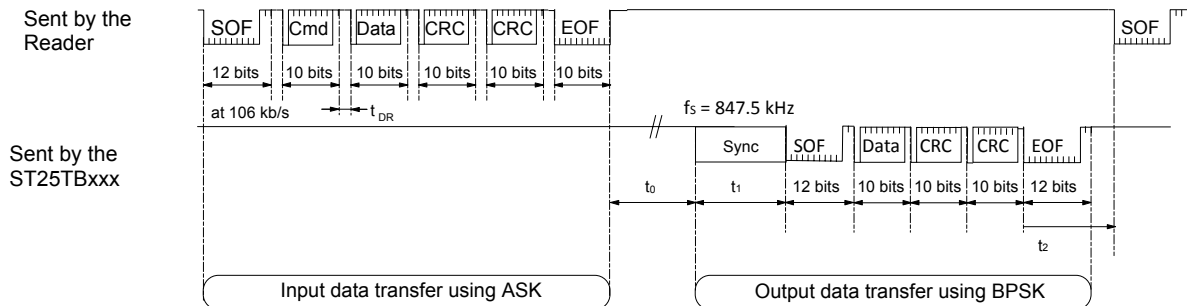 Sent by the
Reader
SOF Cmd Data CRC CRC EOF SOF
12 bits 10 bits 10 bits 10 bits 10 bits 10 bits
at 106 kb/s tDR fs = 847.5 kHz
Sent by the
ST25TBxxx
Sync SOF Data CRC CRC EOF
t0 t1 12 bits 10 bits 10 bits 10 bits 12 bits
t2
Input data transfer using ASK Output data transfer using BPSK